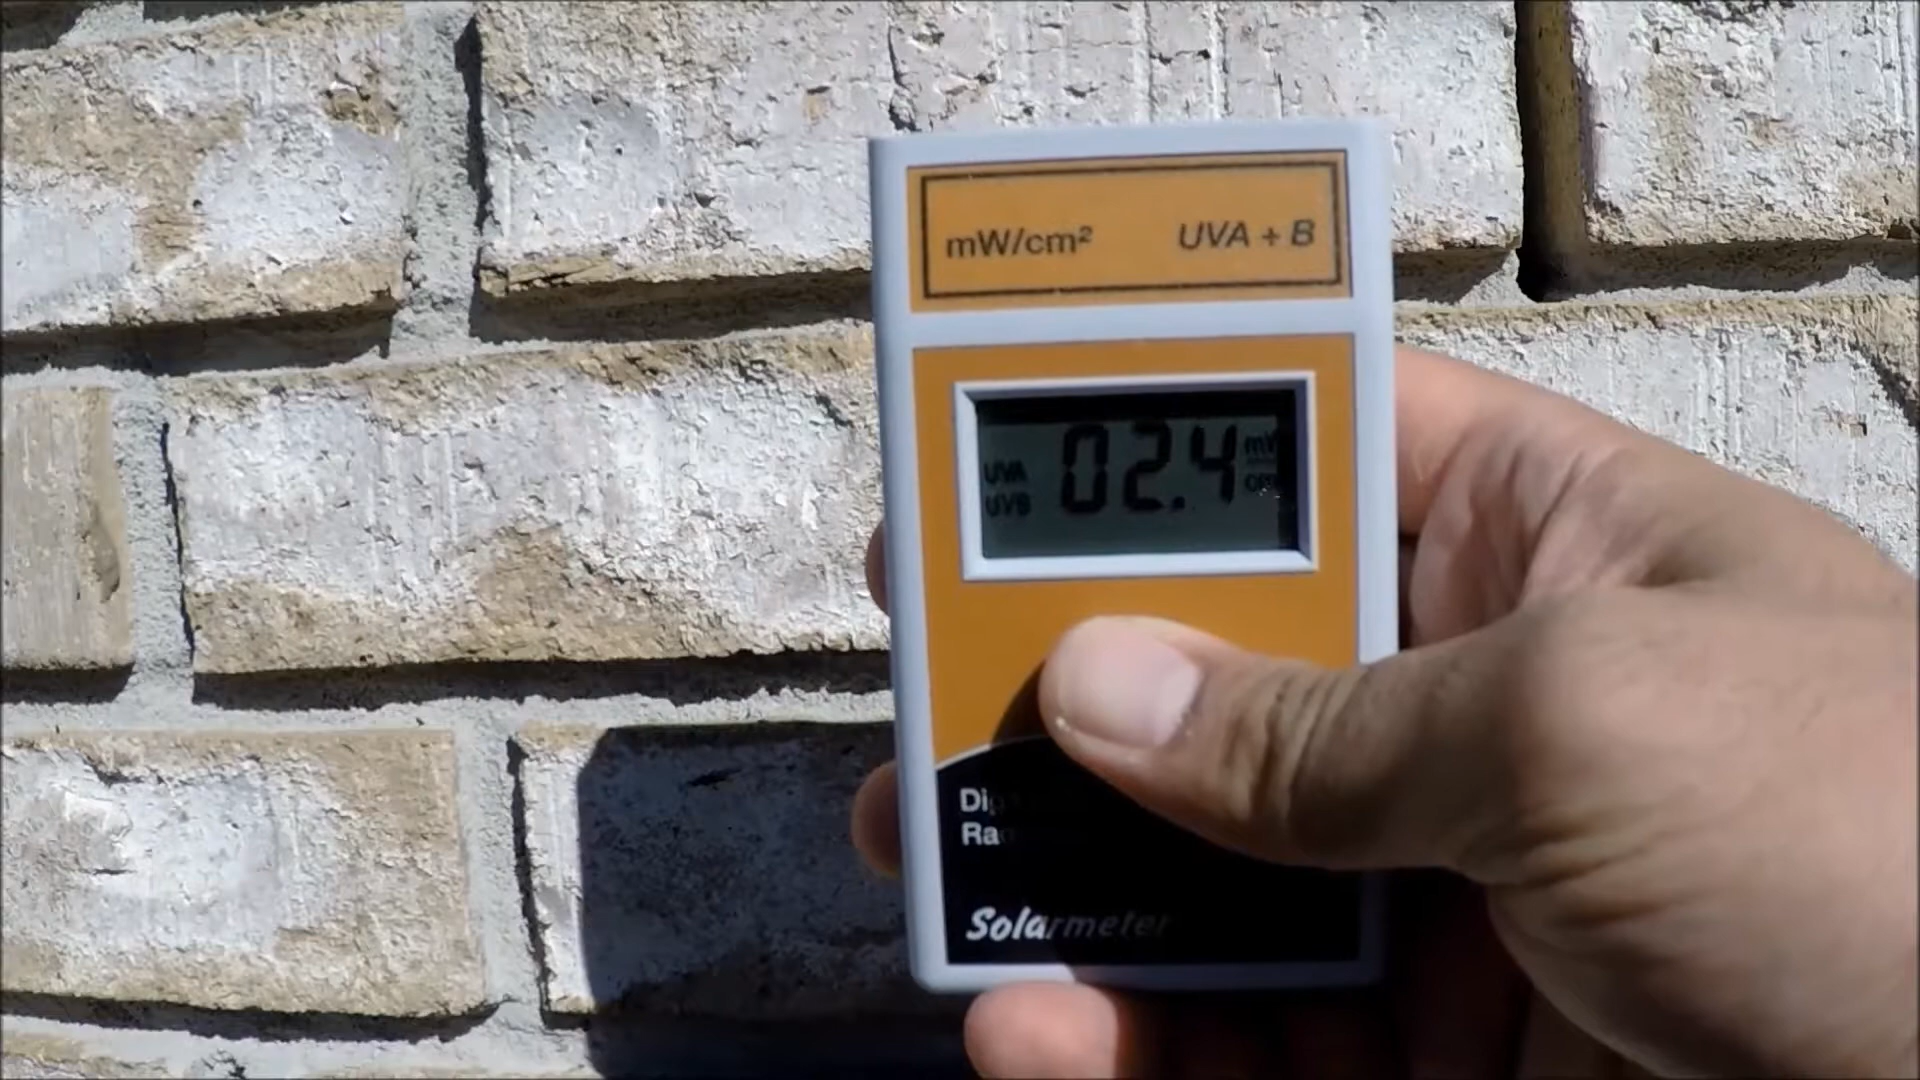 mW/cm² UVA + B
UVA 02.4
UVB
Solarmeter